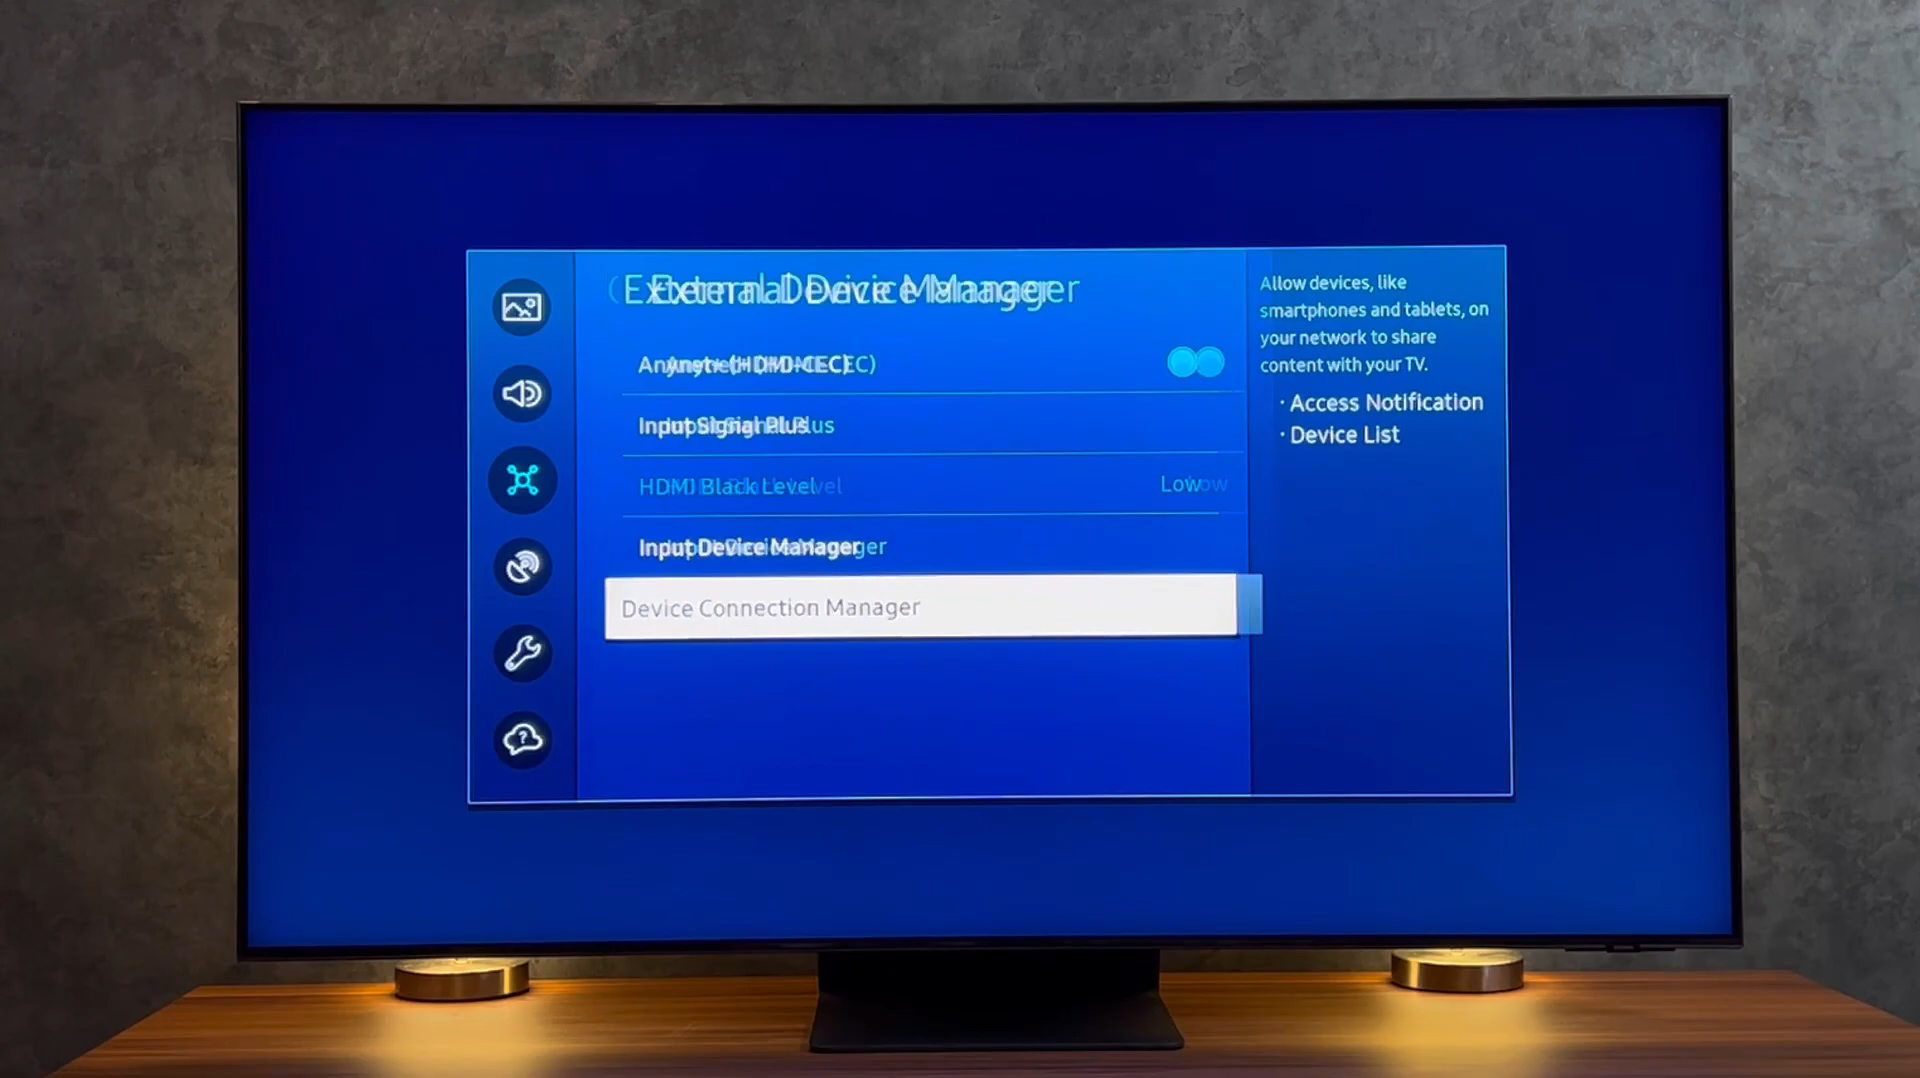 External Device Manager
Anynet+ (HDMI-CEC)
Input Signal Plus
HDMI Black Level
Low
Input Device Manager
Device Connection Manager
Allow devices, like
smartphones and tablets, on
your network to share
content with your TV.
· Access Notification
· Device List
?